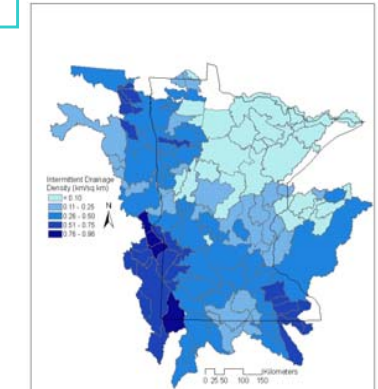 Intermittent Drainage
Density (km/sq km)
< 0.10
0.11 - 0.25
0.26 - 0.50
0.51 - 0.75
0.76 - 0.96
N
Kilometers
0 25 50 100 150